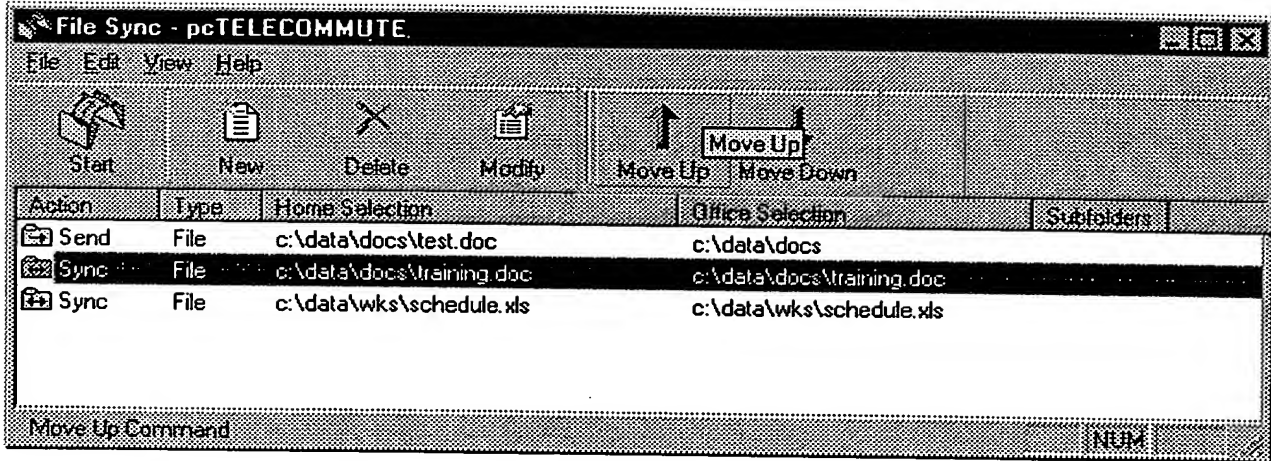 File Sync - pcTELECOMMUTE
File Edit View Help
Start New Delete Modify Move Up Move Down
Move Up
Action Type Home Selection Office Selection Subfolders
Send File c:\data\docs\test.doc c:\data\docs
Sync File c:\data\docs\training.doc c:\data\docs\training.doc
Sync File c:\data\wks\schedule.xls c:\data\wks\schedule.xls
Move Up Command NUM